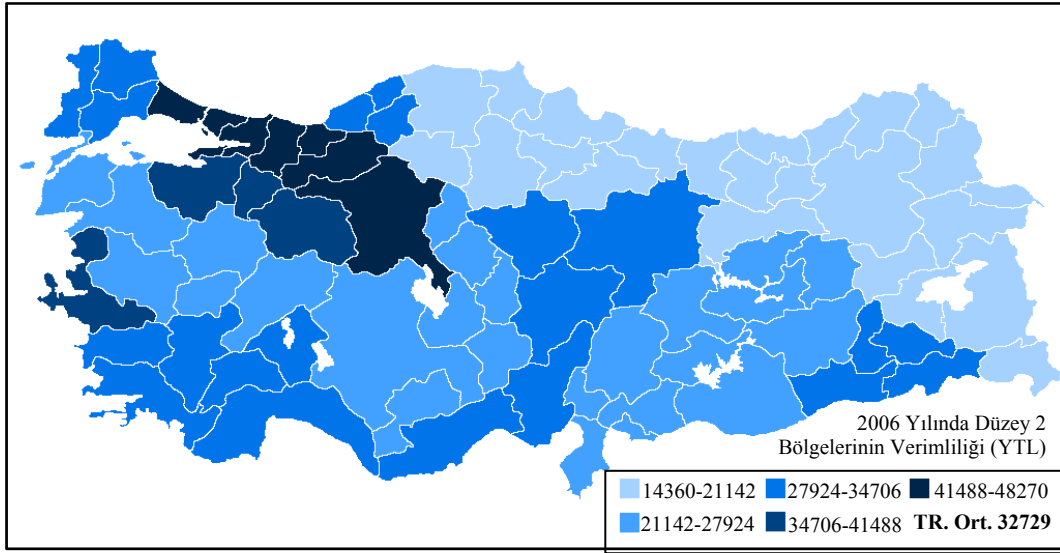 2006 Yılında Düzey 2
Bölgelerinin Verimliliği (YTL)
14360-21142 27924-34706 41488-48270
21142-27924 34706-41488 TR. Ort. 32729